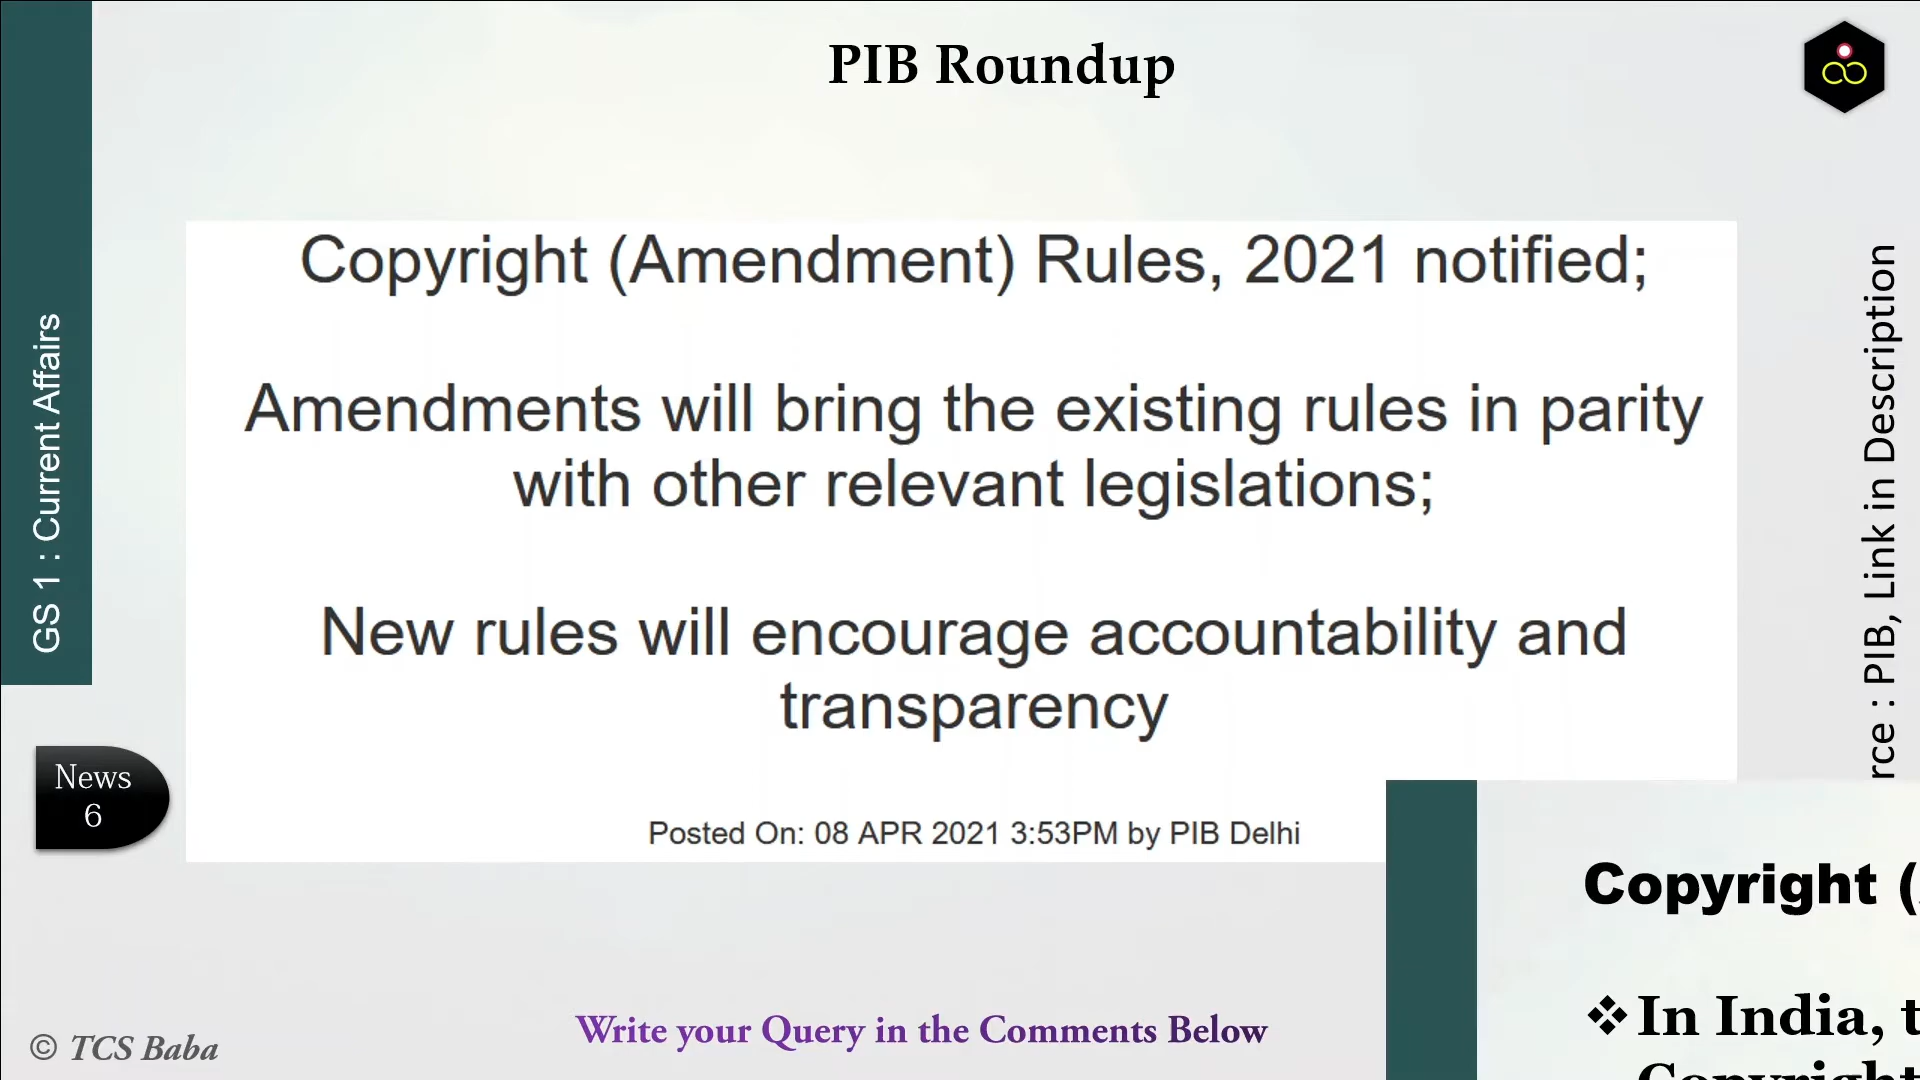 PIB Roundup
GS 1 : Current Affairs
Copyright (Amendment) Rules, 2021 notified;
Amendments will bring the existing rules in parity
with other relevant legislations;
New rules will encourage accountability and
transparency
Posted On: 08 APR 2021 3:53PM by PIB Delhi
News
6
rce : PIB, Link in Description
Copyright (
❖In India, t
Copyright
Write your Query in the Comments Below
© TCS Baba